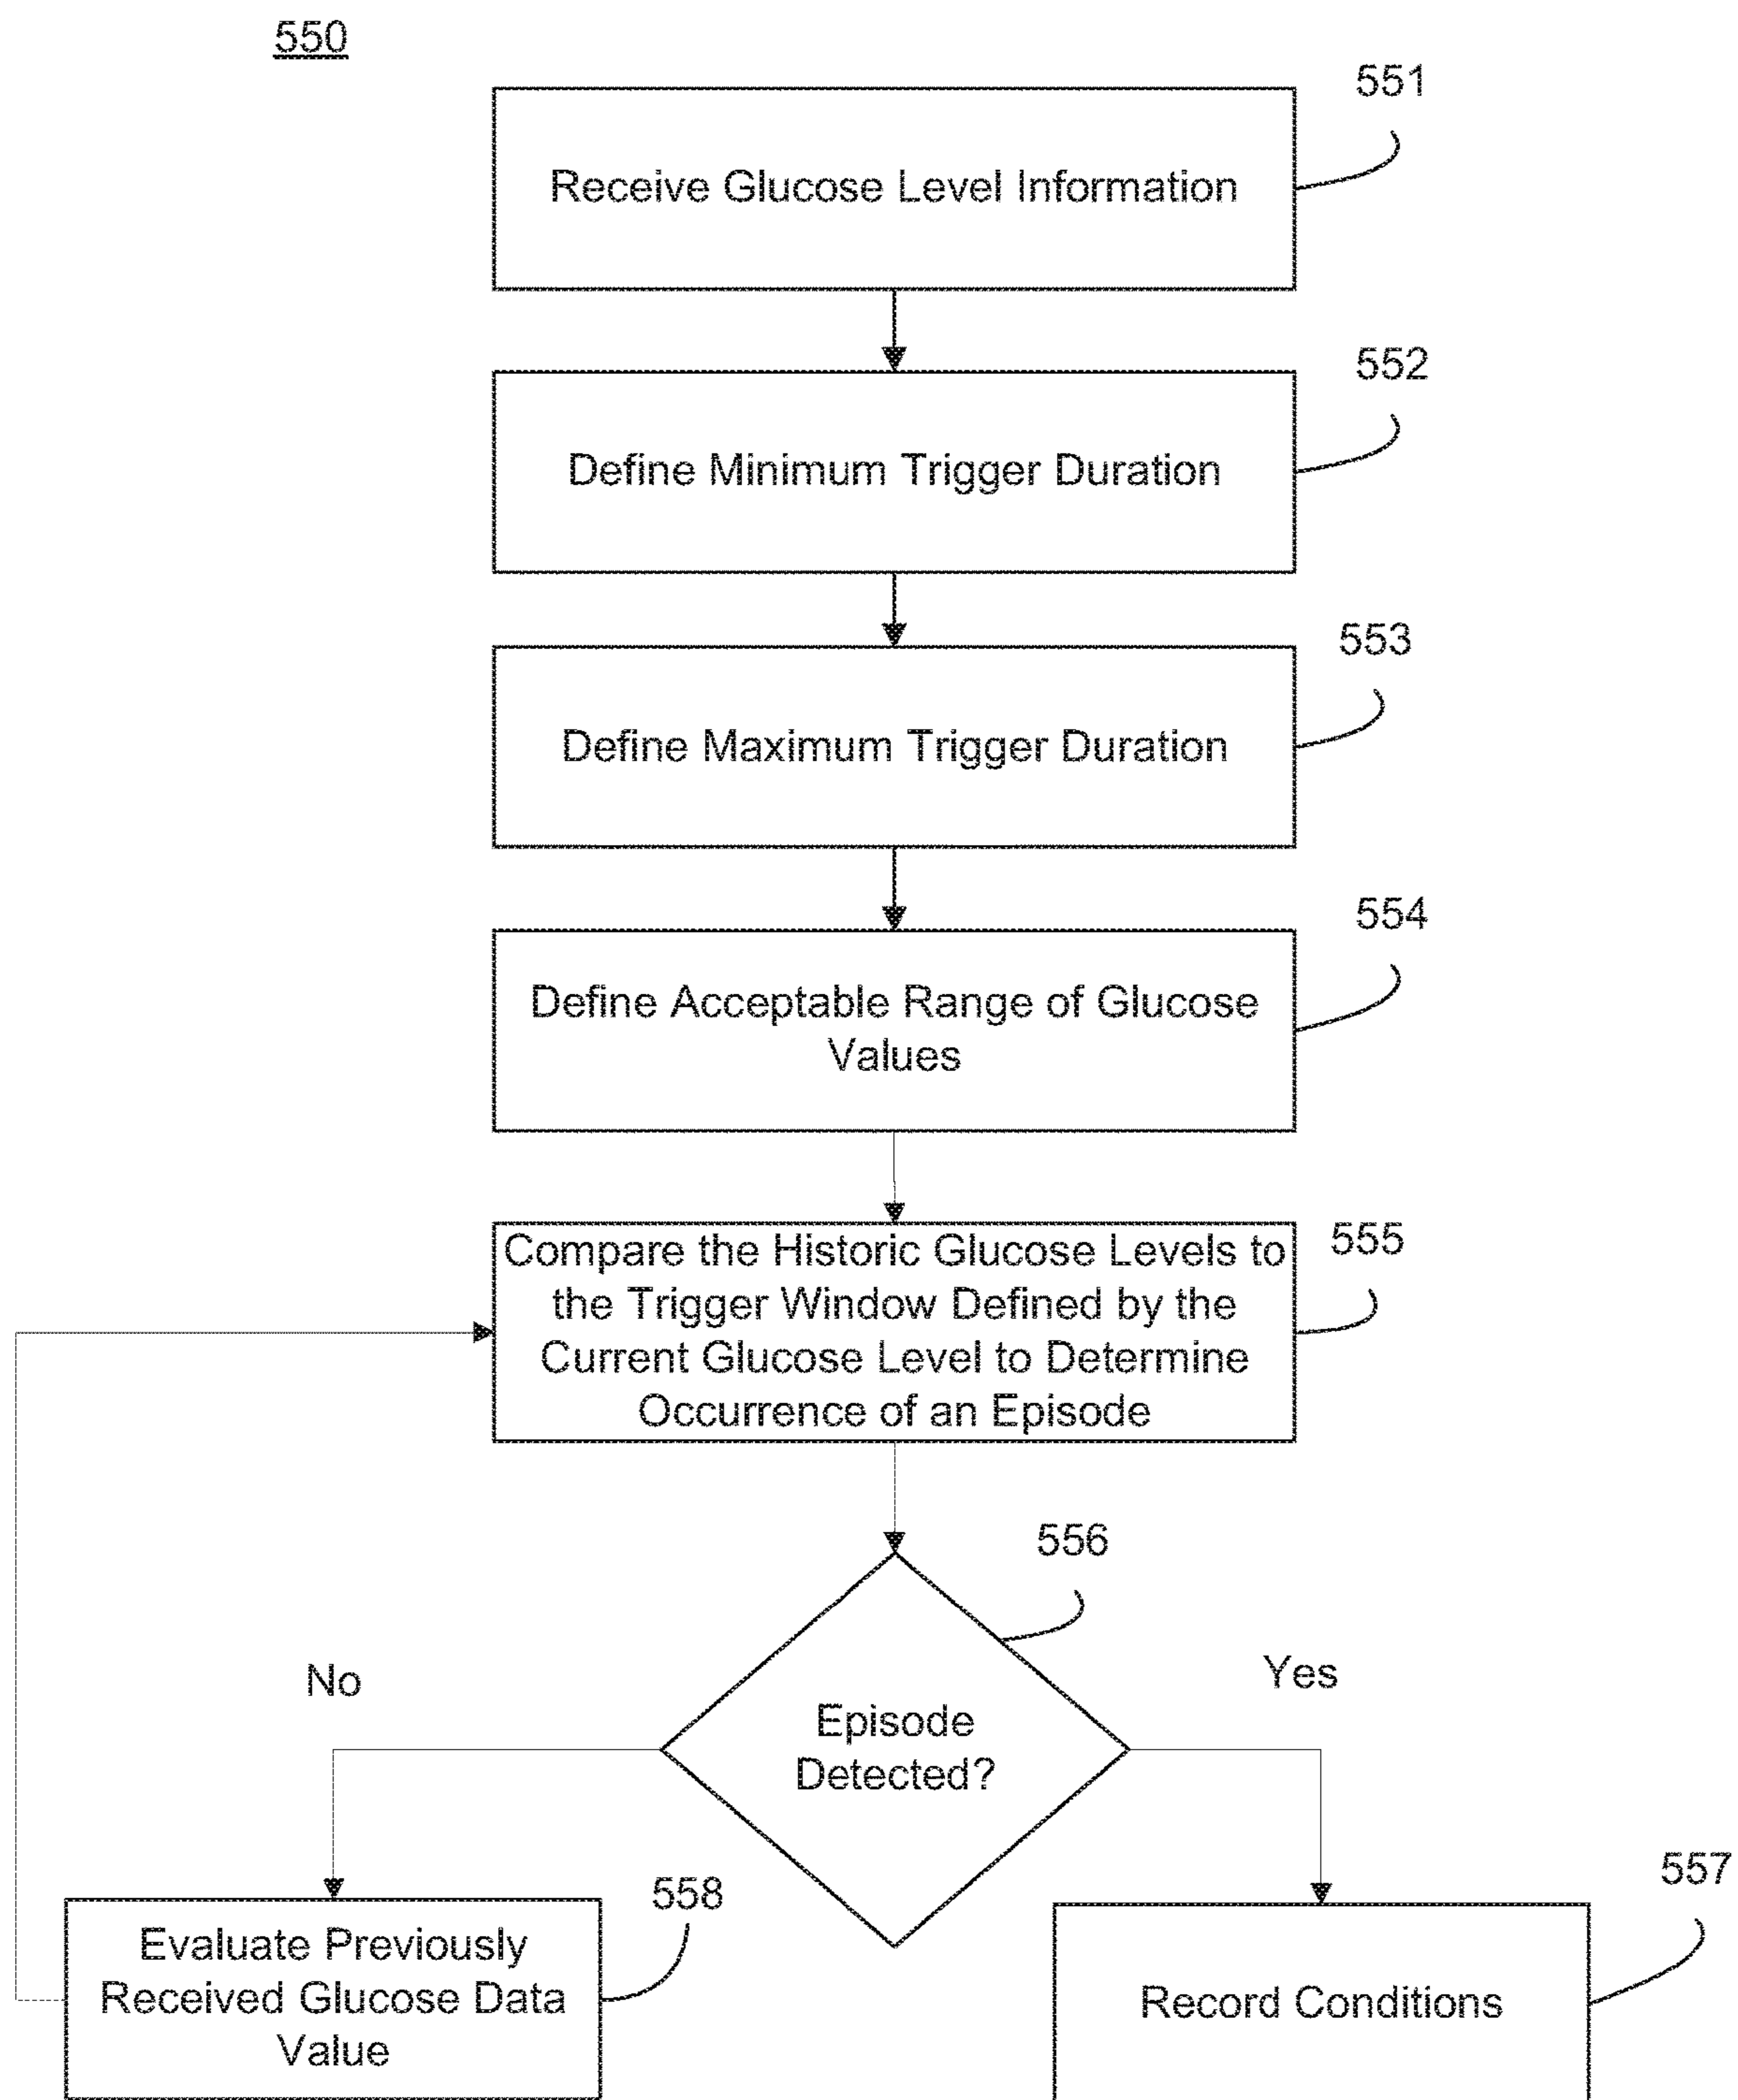 550
551
Receive Glucose Level Information
552
Define Minimum Trigger Duration
553
Define Maximum Trigger Duration
554
Define Acceptable Range of Glucose
Values
555
Compare the Historic Glucose Levels to
the Trigger Window Defined by the
Current Glucose Level to Determine
Occurrence of an Episode
556
No
Yes
Episode
Detected?
558
Evaluate Previously
Received Glucose Data
Value
557
Record Conditions